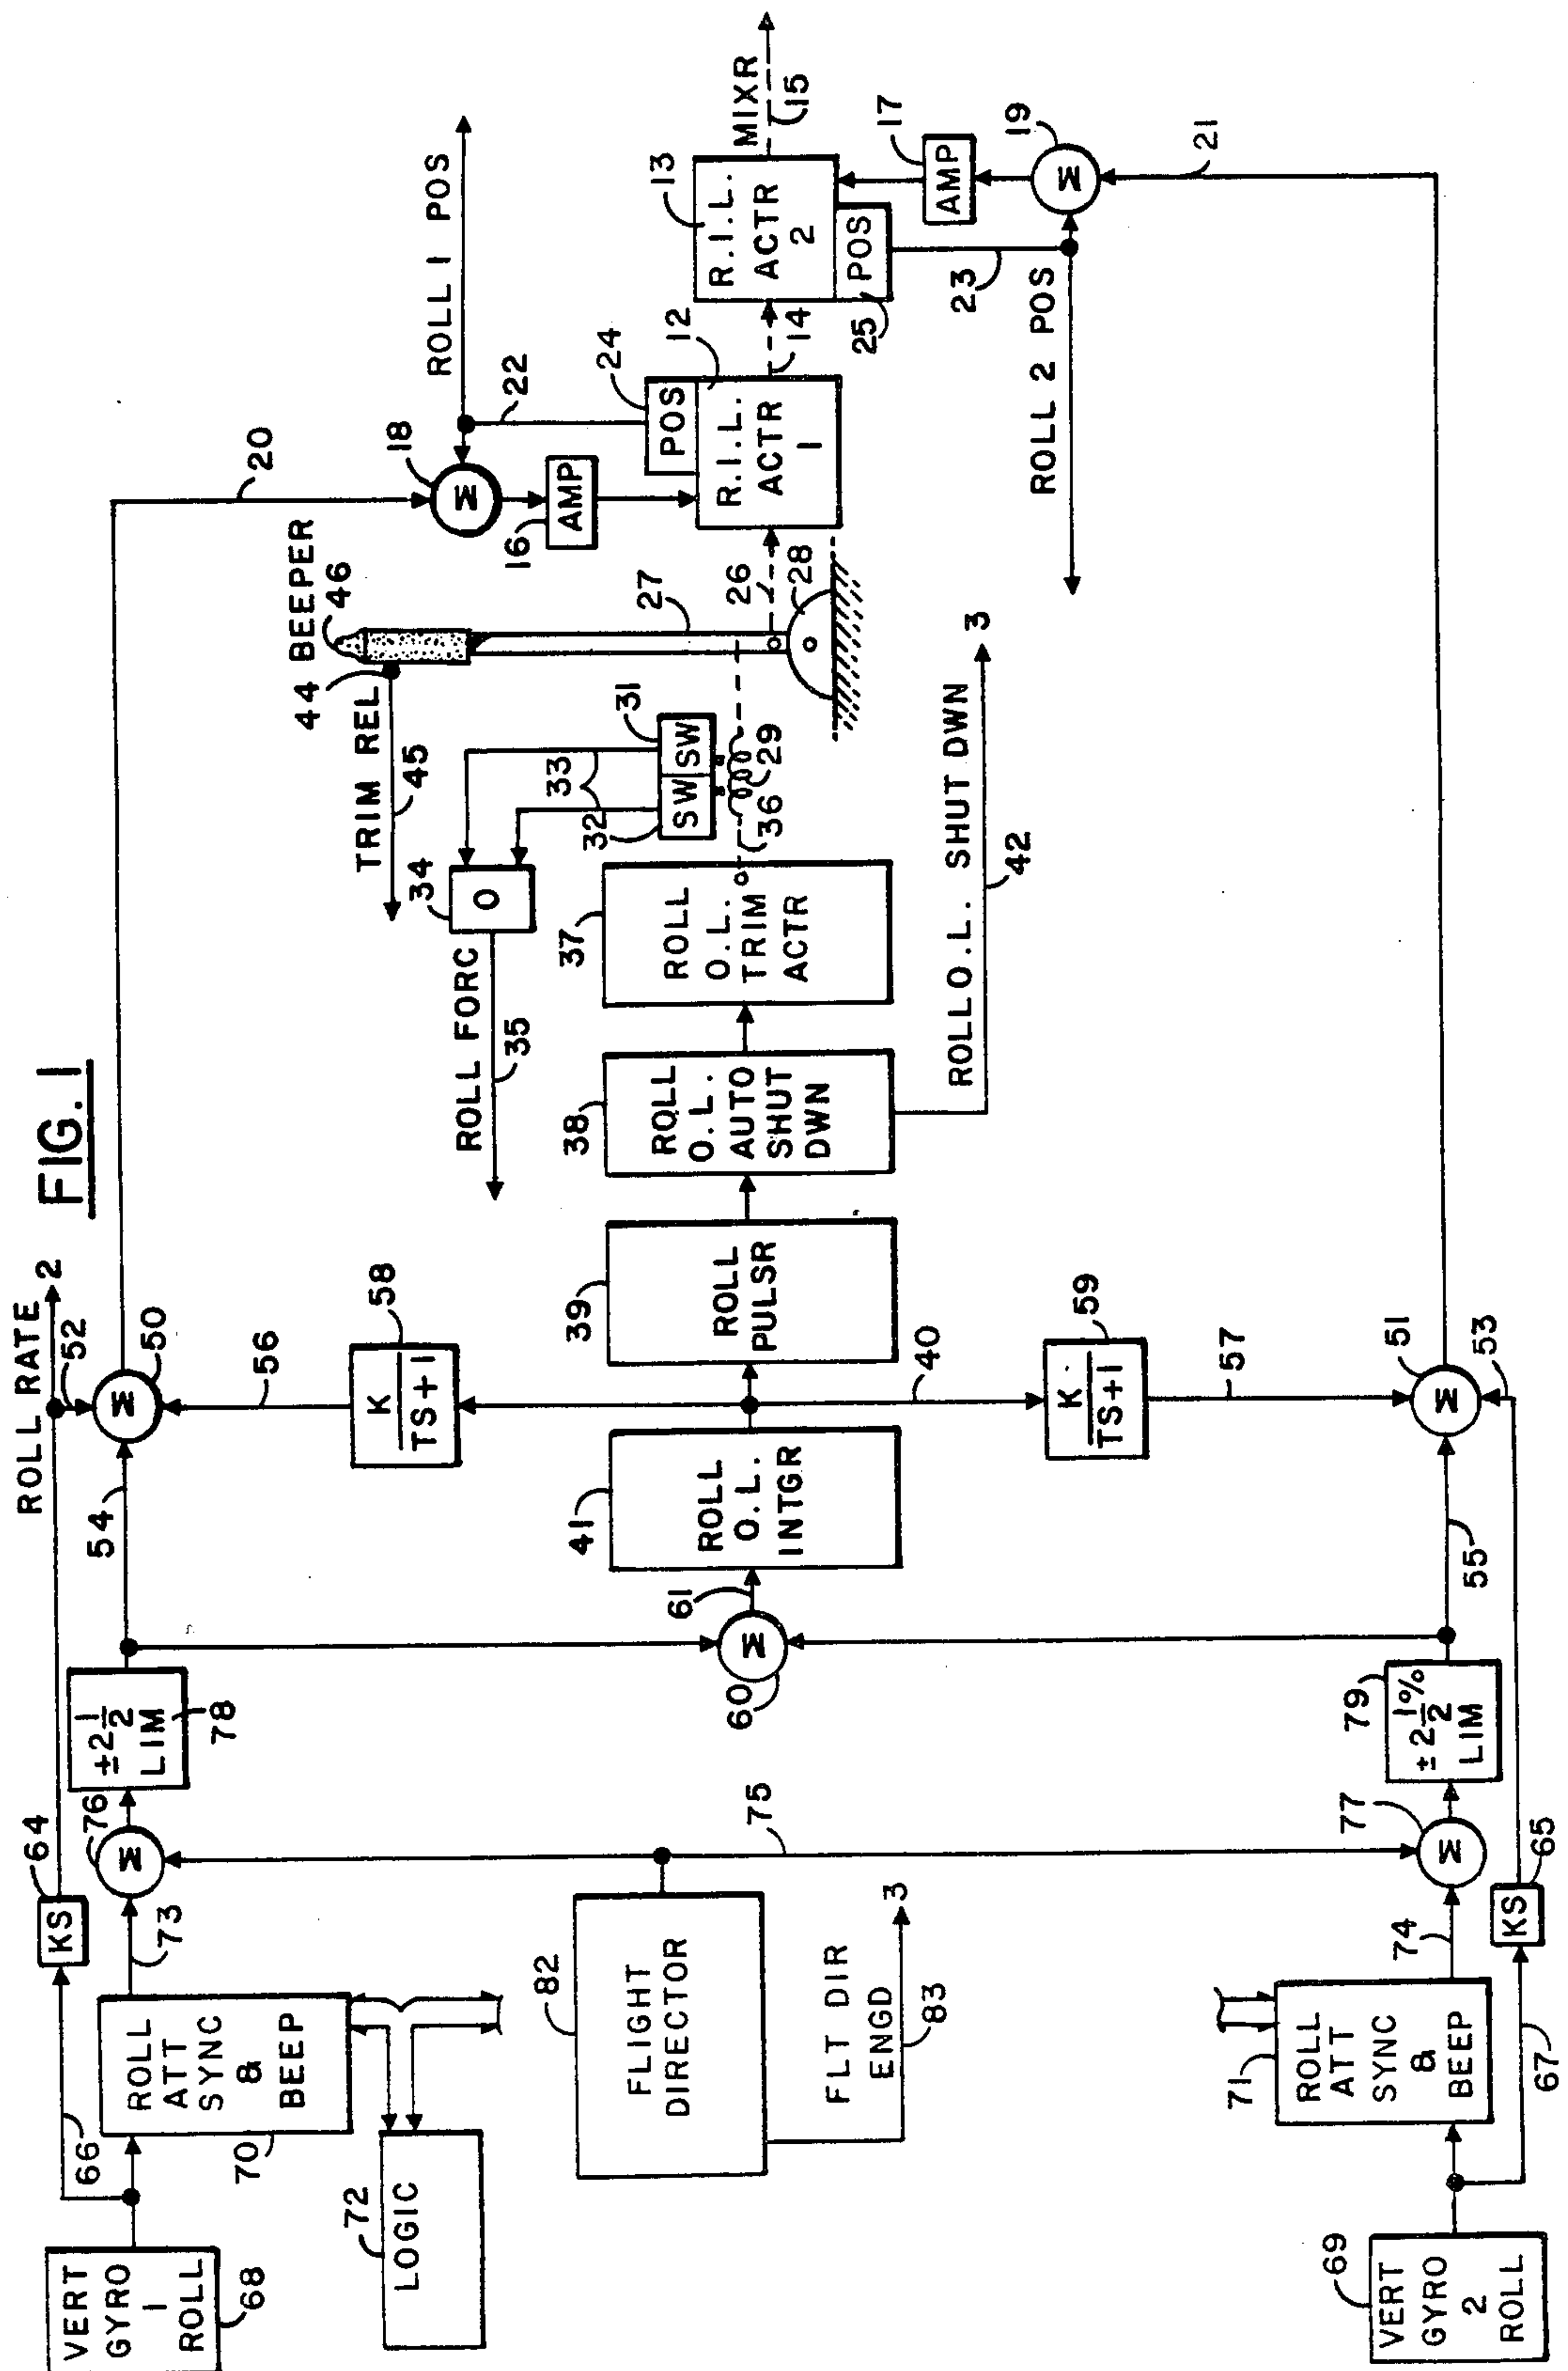 FIG. 1
ROLL RATE
2
52
50
54
56
58
K
TS + 1
20
BEEPER
46
44
TRIM REL
45
18
M
16
AMP
22
ROLL 1 POS
24
POS
12
R.I.L.
ACTR
1
14
13
R.I.L.
ACTR
2
MIXR
15
POS
25
17
AMP
19
M
21
23
ROLL 2 POS
27
26
28
31
SW
SW
32
33
29
36
34
O
ROLL FORC
35
37
ROLL
O.L.
TRIM
ACTR
38
ROLL
O.L.
AUTO
SHUT
DWN
ROLL O.L. SHUT DWN
3
42
39
ROLL
PULSR
40
41
ROLL
O.L.
INTGR
61
60
M
59
K
TS + 1
57
51
M
53
55
M
78
± 2 1/2
LIM
79
± 2 1/2 %
LIM
76
M
77
M
75
64
KS
65
KS
73
74
66
67
70
ROLL
ATT
SYNC
&
BEEP
71
ROLL
ATT
SYNC
&
BEEP
72
LOGIC
82
FLIGHT
DIRECTOR
FLT DIR
ENGD
3
83
VERT
GYRO
1
ROLL
68
69
VERT
GYRO
2
ROLL